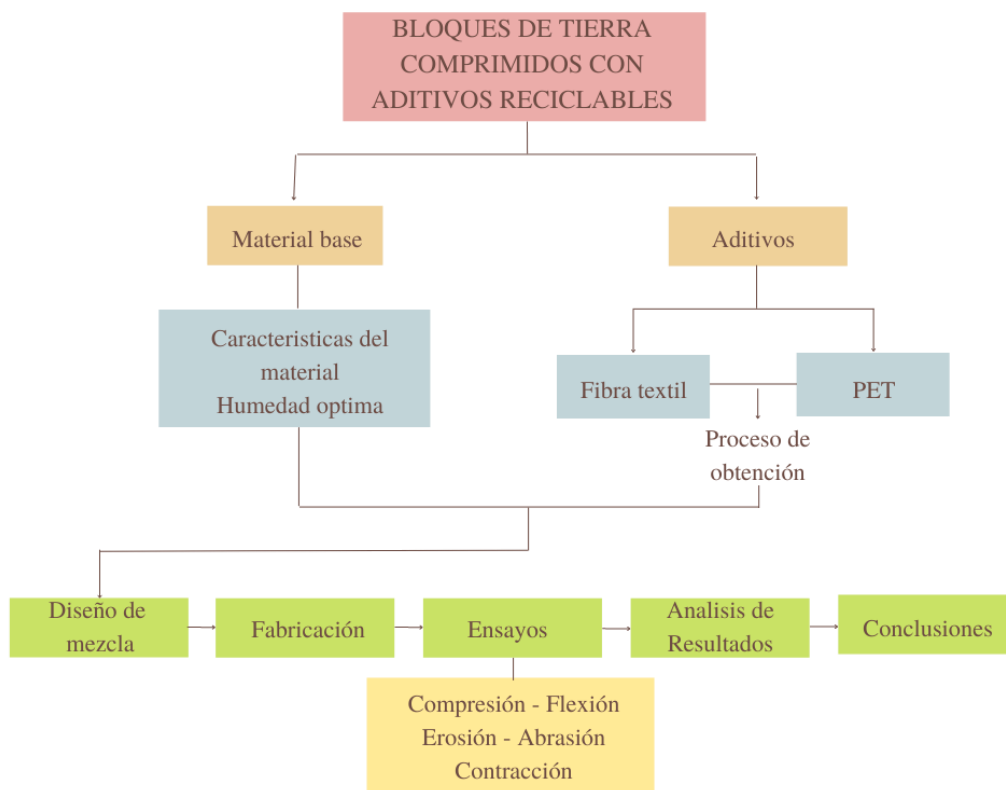 BLOQUES DE TIERRA
COMPRIMIDOS CON
ADITIVOS RECICLABLES
Material base
Aditivos
Caracteristicas del
material
Humedad optima
Fibra textil
PET
Proceso de
obtención
Diseño de
mezcla
Fabricación
Ensayos
Analisis de
Resultados
Conclusiones
Compresión - Flexión
Erosión - Abrasión
Contracción